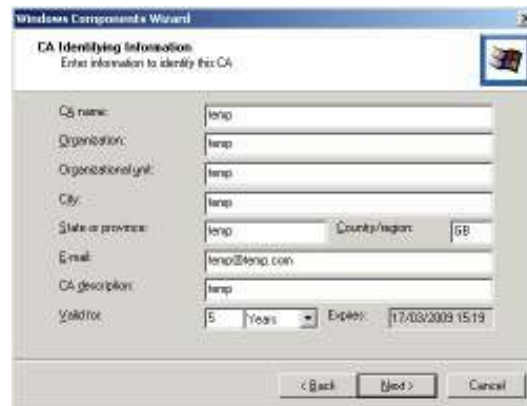 Windows Components Wizard
CA Identifying Information
Enter information to identify this CA
CA name: temp
Organization: temp
Organizational unit: temp
City: temp
State or province: temp Country/region: GB
E-mail: temp@temp.com
CA description: temp
Valid for: 5 Years Expires: 17/03/2009 15:19
< Back Next > Cancel